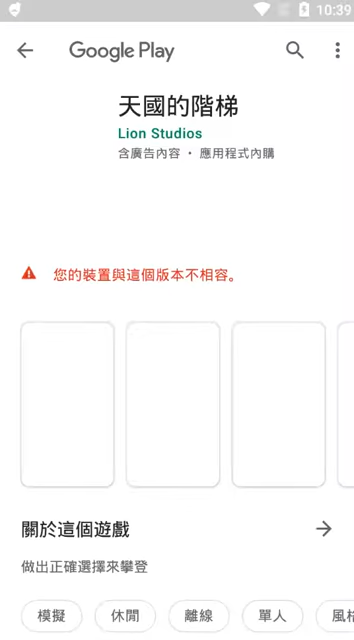 10:39
Google Play
天國的階梯
Lion Studios
含廣告內容 · 應用程式內購
您的裝置與這個版本不相容。
關於這個遊戲
做出正確選擇來攀登
模擬 休閒 離線 單人 風格